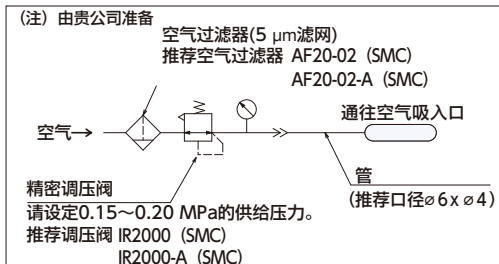 （注）由贵公司准备
空气过滤器(5 μm滤网)
推荐空气过滤器 AF20-02（SMC）
AF20-02-A（SMC）
通往空气吸入口
空气
精密调压阀
请设定0.15～0.20 MPa的供给压力。
推荐调压阀 IR2000（SMC）
IR2000-A（SMC）
管
(推荐口径⌀6 x ⌀4)